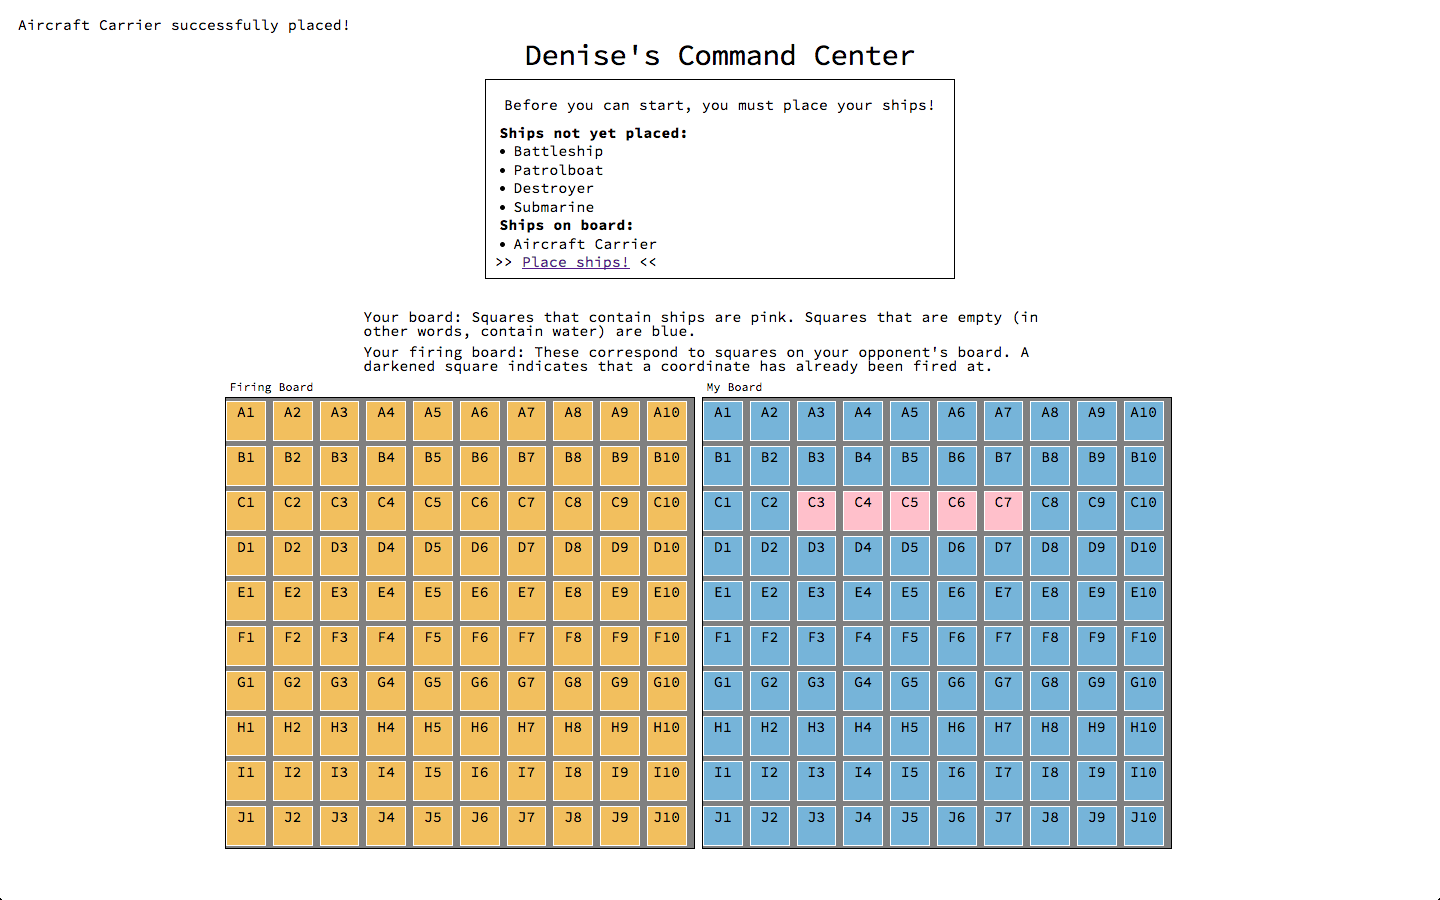 Aircraft Carrier successfully placed!
Denise's Command Center
Before you can start, you must place your ships!
Ships not yet placed:
• Battleship
• Patrolboat
• Destroyer
• Submarine
Ships on board:
• Aircraft Carrier
>> Place ships! <<
Your board: Squares that contain ships are pink. Squares that are empty (in
other words, contain water) are blue.
Your firing board: These correspond to squares on your opponent's board. A
darkened square indicates that a coordinate has already been fired at.
Firing Board
A1 A2 A3 A4 A5 A6 A7 A8 A9 A10
B1 B2 B3 B4 B5 B6 B7 B8 B9 B10
C1 C2 C3 C4 C5 C6 C7 C8 C9 C10
D1 D2 D3 D4 D5 D6 D7 D8 D9 D10
E1 E2 E3 E4 E5 E6 E7 E8 E9 E10
F1 F2 F3 F4 F5 F6 F7 F8 F9 F10
G1 G2 G3 G4 G5 G6 G7 G8 G9 G10
H1 H2 H3 H4 H5 H6 H7 H8 H9 H10
I1 I2 I3 I4 I5 I6 I7 I8 I9 I10
J1 J2 J3 J4 J5 J6 J7 J8 J9 J10
My Board
A1 A2 A3 A4 A5 A6 A7 A8 A9 A10
B1 B2 B3 B4 B5 B6 B7 B8 B9 B10
C1 C2 C3 C4 C5 C6 C7 C8 C9 C10
D1 D2 D3 D4 D5 D6 D7 D8 D9 D10
E1 E2 E3 E4 E5 E6 E7 E8 E9 E10
F1 F2 F3 F4 F5 F6 F7 F8 F9 F10
G1 G2 G3 G4 G5 G6 G7 G8 G9 G10
H1 H2 H3 H4 H5 H6 H7 H8 H9 H10
I1 I2 I3 I4 I5 I6 I7 I8 I9 I10
J1 J2 J3 J4 J5 J6 J7 J8 J9 J10